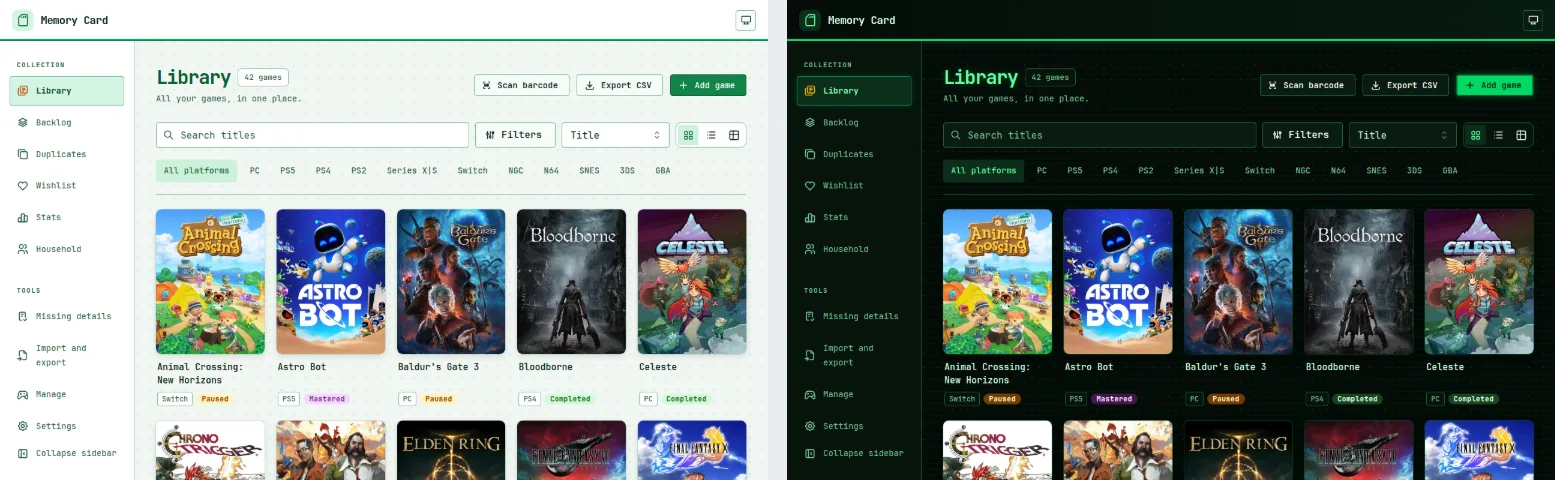 Memory Card
COLLECTION
Library
Backlog
Duplicates
Wishlist
Stats
Household
TOOLS
Missing details
Import and
export
Manage
Settings
Collapse sidebar
Library 42 games
All your games, in one place.
Scan barcode Export CSV Add game
Search titles Filters Title
All platforms PC PS5 PS4 PS2 Series X|S Switch NGC N64 SNES 3DS GBA
Animal Crossing
ASTRO BOT
Baldur's Gate
Bloodborne
CELESTE
Animal Crossing:
New Horizons
Astro Bot
Baldur's Gate 3
Bloodborne
Celeste
Switch Paused
PS5 Mastered
PC Paused
PS4 Completed
PC Completed
CHRONO TRIGGER
ELDEN RING
FINAL FANTASY X
Memory Card
COLLECTION
Library
Backlog
Duplicates
Wishlist
Stats
Household
TOOLS
Missing details
Import and
export
Manage
Settings
Collapse sidebar
Library 42 games
All your games, in one place.
Scan barcode Export CSV Add game
Search titles Filters Title
All platforms PC PS5 PS4 PS2 Series X|S Switch NGC N64 SNES 3DS GBA
Animal Crossing
ASTRO BOT
Baldur's Gate
Bloodborne
CELESTE
Animal Crossing:
New Horizons
Astro Bot
Baldur's Gate 3
Bloodborne
Celeste
Switch Paused
PS5 Mastered
PC Paused
PS4 Completed
PC Completed
CHRONO TRIGGER
ELDEN RING
FINAL FANTASY X